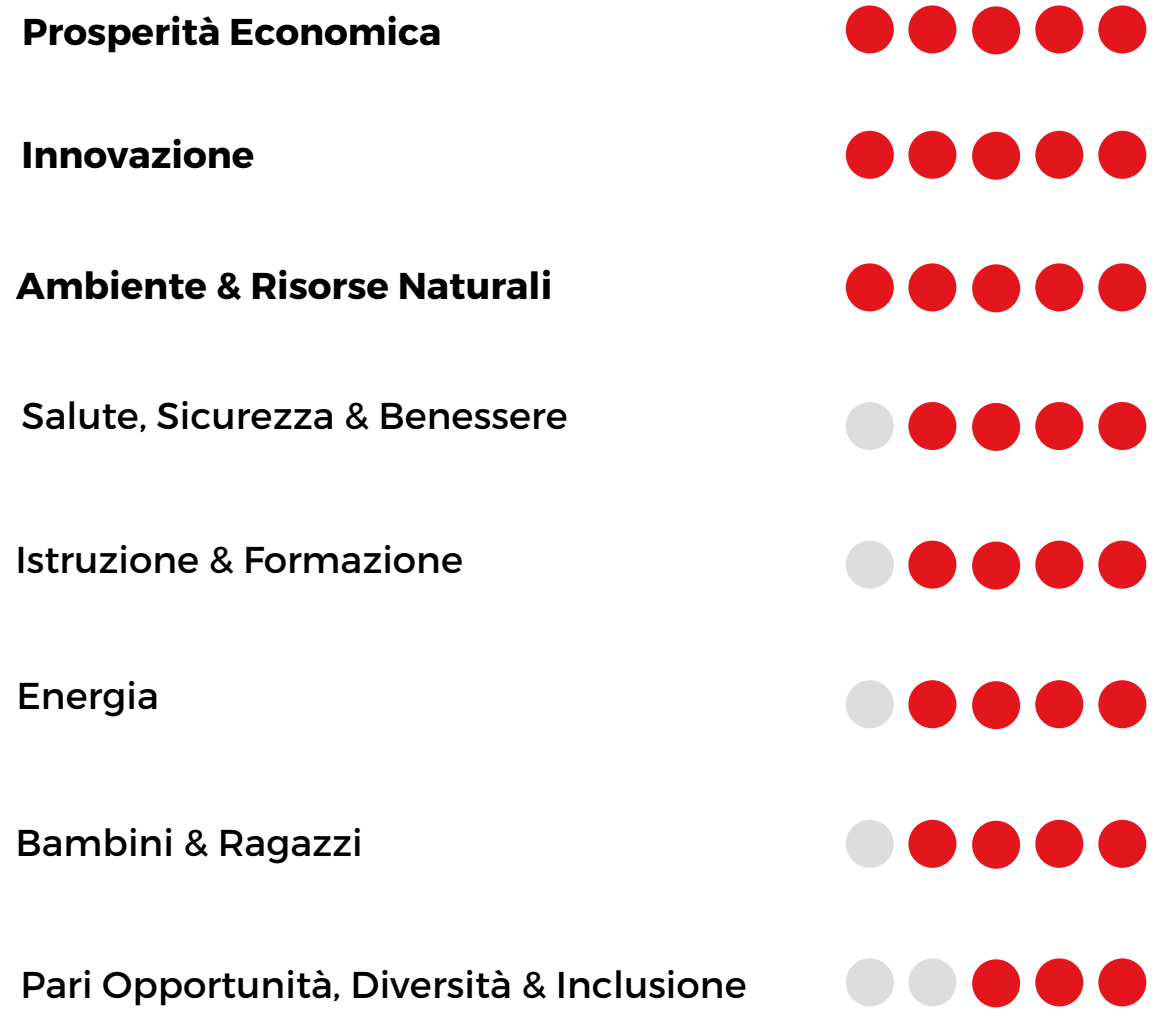 Prosperità Economica
Innovazione
Ambiente & Risorse Naturali
Salute, Sicurezza & Benessere
Istruzione & Formazione
Energia
Bambini & Ragazzi
Pari Opportunità, Diversità & Inclusione